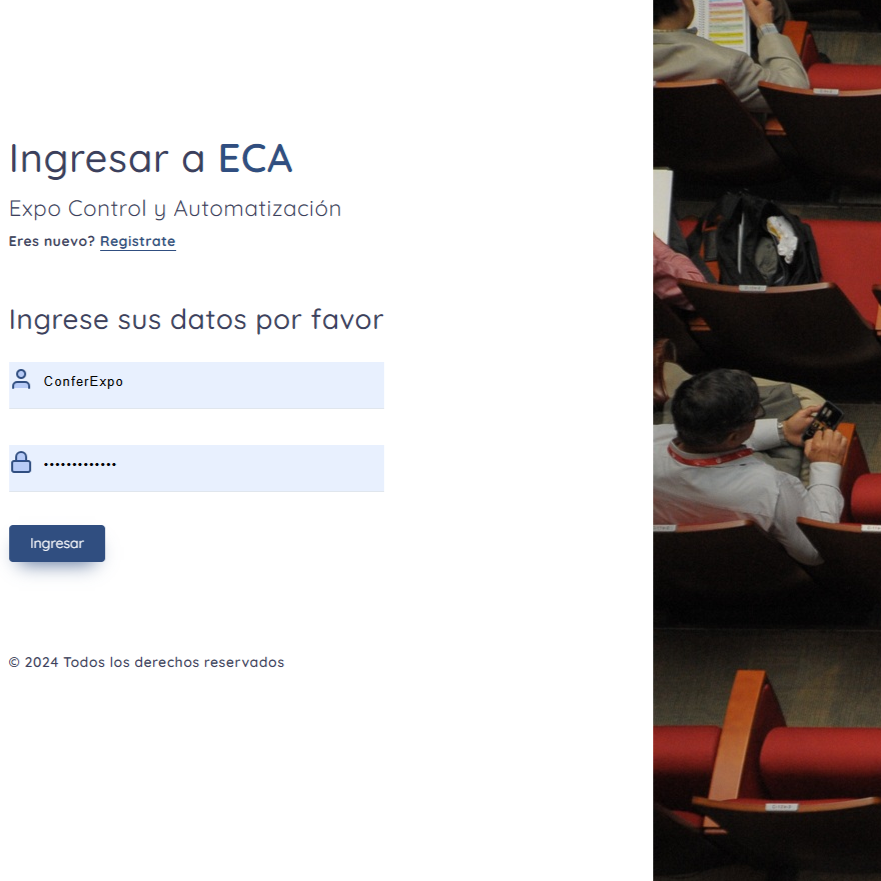 Ingresar a ECA
Expo Control y Automatización
Eres nuevo? Registrate
Ingrese sus datos por favor
ConferExpo
•••••••••••••
Ingresar
© 2024 Todos los derechos reservados